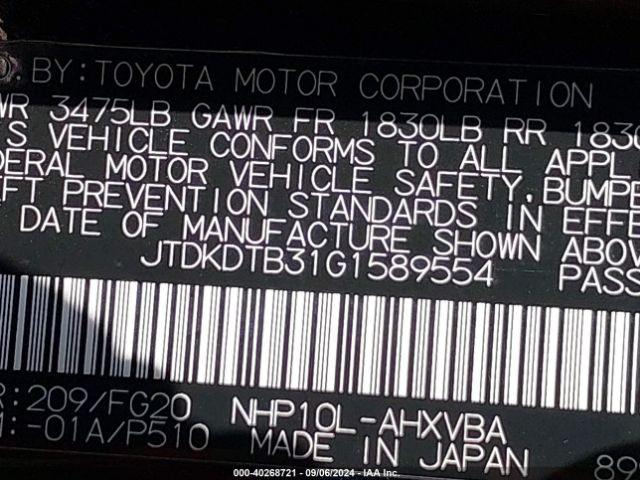 D. BY: TOYOTA MOTOR CORPORATION
WR 3475LB GAWR FR 1830LB RR 1830
S VEHICLE CONFORMS TO ALL APPL
DERAL MOTOR VEHICLE SAFETY, BUMPE
EFT PREVENTION STANDARDS IN EFFE
DATE OF MANUFACTURE SHOWN ABOV
JTDKDTB31G1589554 PASS
R: 209/FG20 NHP10L-AHXVBA
M: -01A/P510 MADE IN JAPAN 89
000-40268721 - 09/06/2024 - IAA Inc.